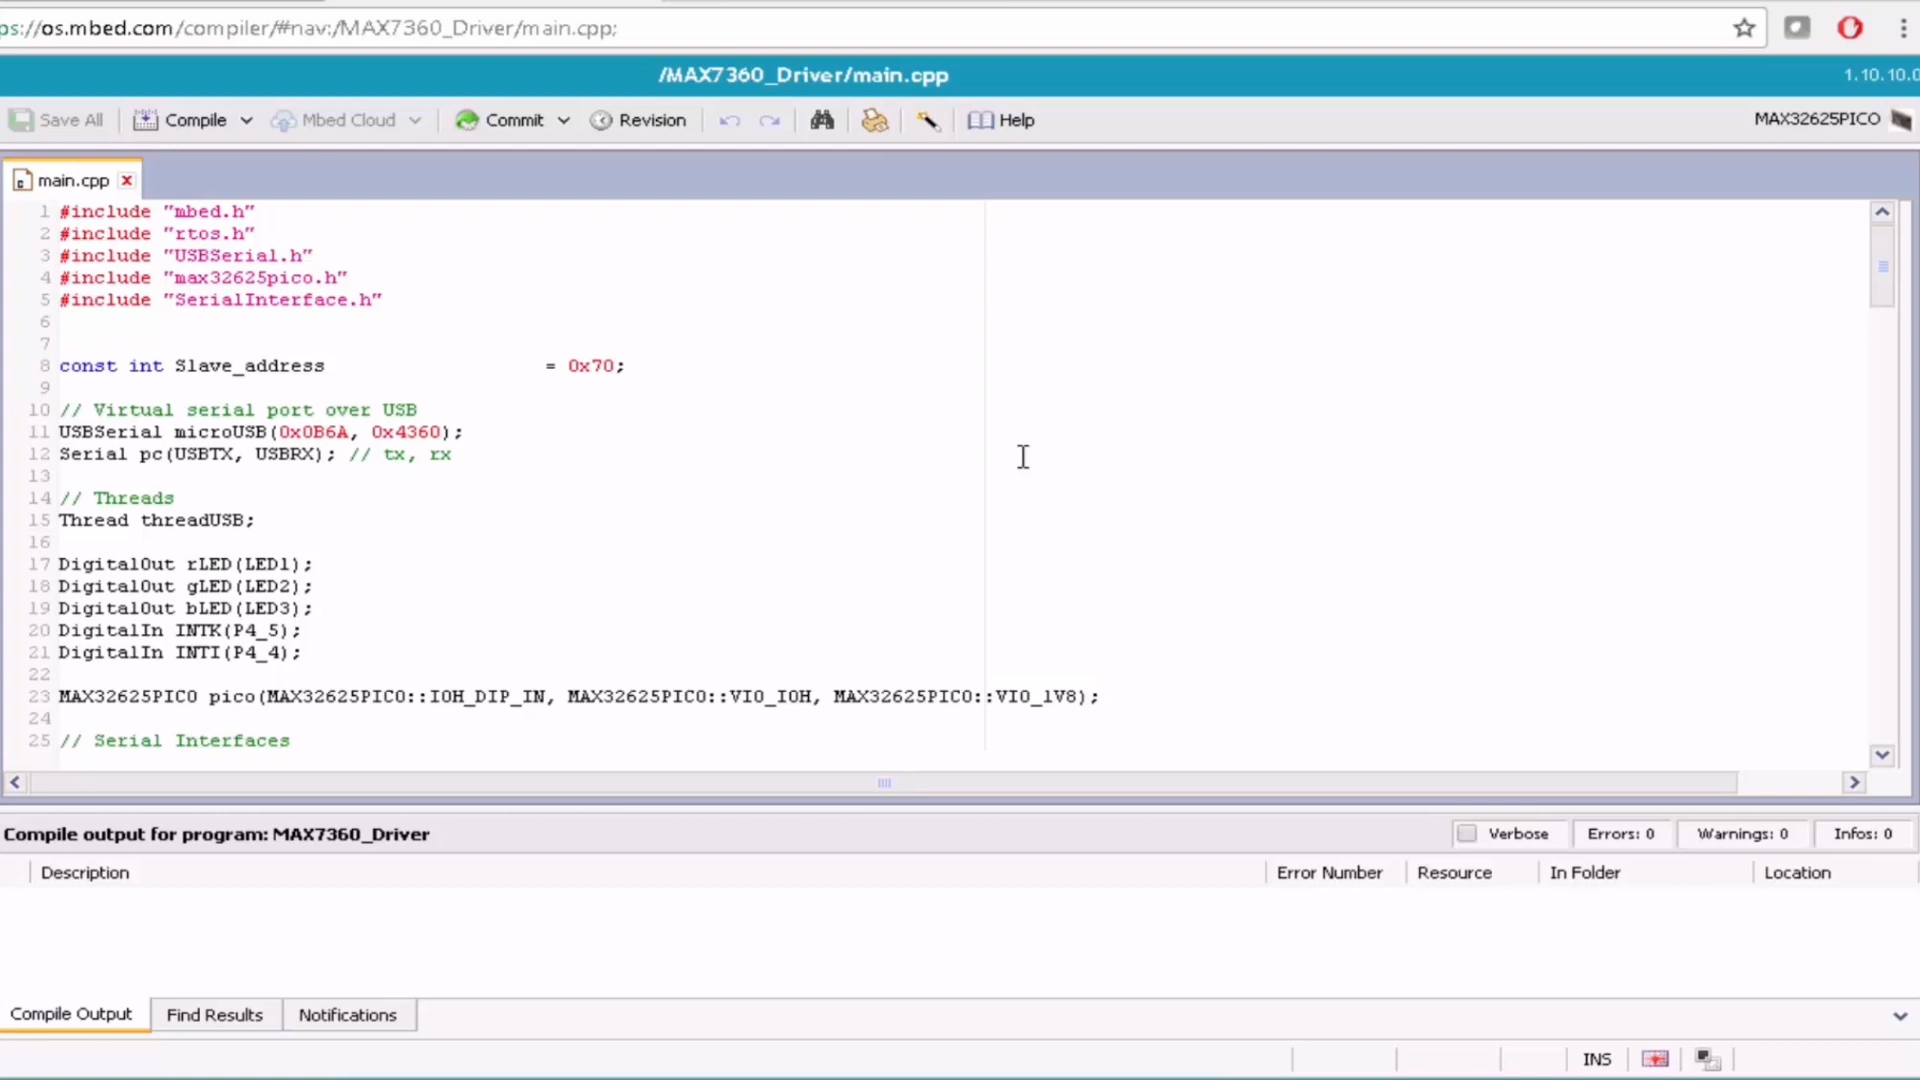 ps://os.mbed.com/compiler/#nav:/MAX7360_Driver/main.cpp;
/MAX7360_Driver/main.cpp
1.10.10.0
Save All Compile Mbed Cloud Commit Revision Help MAX32625PICO
main.cpp
1 #include "mbed.h"
2 #include "rtos.h"
3 #include "USBSerial.h"
4 #include "max32625pico.h"
5 #include "SerialInterface.h"
6
7
8 const int Slave_address = 0x70;
9
10 // Virtual serial port over USB
11 USBSerial microUSB(0x0B6A, 0x4360);
12 Serial pc(USBTX, USBRX); // tx, rx
13
14 // Threads
15 Thread threadUSB;
16
17 DigitalOut rLED(LED1);
18 DigitalOut gLED(LED2);
19 DigitalOut bLED(LED3);
20 DigitalIn INTK(P4_5);
21 DigitalIn INTI(P4_4);
22
23 MAX32625PICO pico(MAX32625PICO::IOH_DIP_IN, MAX32625PICO::VIO_IOH, MAX32625PICO::VIO_1V8);
24
25 // Serial Interfaces
Compile output for program: MAX7360_Driver
Verbose Errors: 0 Warnings: 0 Infos: 0
Description Error Number Resource In Folder Location
Compile Output Find Results Notifications
INS